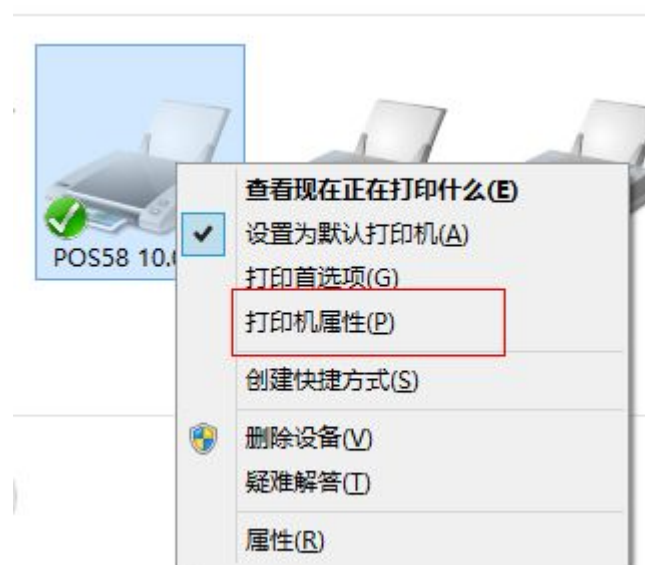 POS58 10.0
查看现在正在打印什么(E)
设置为默认打印机(A)
打印首选项(G)
打印机属性(P)
创建快捷方式(S)
删除设备(V)
疑难解答(T)
属性(R)